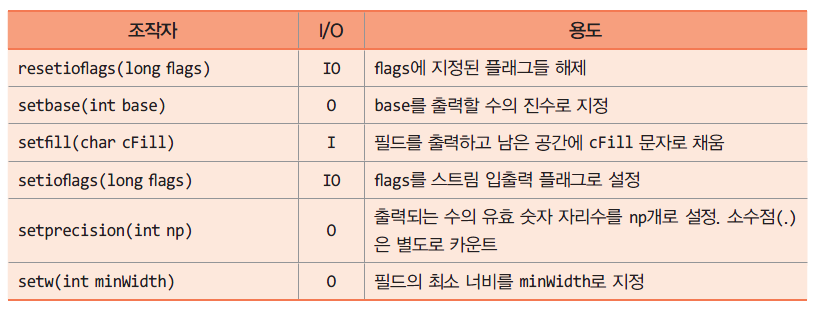 조작자 I/O 용도
resetioflags(long flags) IO flags에 지정된 플래그들 해제
setbase(int base) O base를 출력할 수의 진수로 지정
setfill(char cFill) I 필드를 출력하고 남은 공간에 cFill 문자로 채움
setioflags(long flags) IO flags를 스트림 입출력 플래그로 설정
setprecision(int np) O 출력되는 수의 유효 숫자 자리수를 np개로 설정. 소수점(.)
은 별도로 카운트
setw(int minWidth) O 필드의 최소 너비를 minWidth로 지정